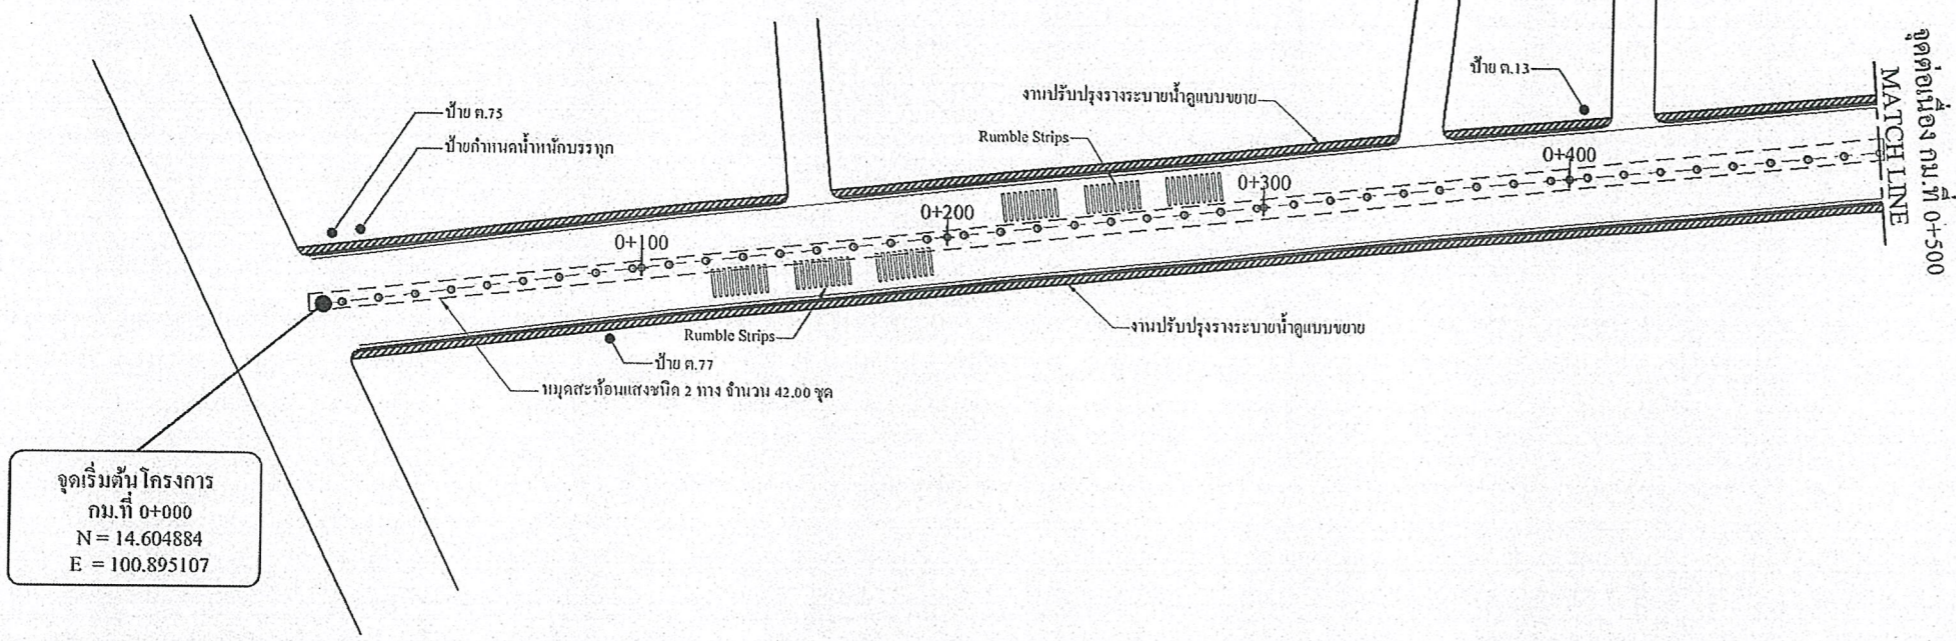 ป้าย ต.75
ป้ายกำหนดน้ำหนักบรรทุก
งานปรับปรุงรางระบายน้ำคูแบบขยาย
Rumble Strips
ป้าย ต.13
จุดต่อเนื่อง กม.ที่ 0+500
MATCH LINE
0+100
0+200
0+300
0+400
Rumble Strips
งานปรับปรุงรางระบายน้ำคูแบบขยาย
ป้าย ต.77
หมุดสะท้อนแสงชนิด 2 ทาง จำนวน 42.00 ชุด
จุดเริ่มต้นโครงการ
กม.ที่ 0+000
N = 14.604884
E = 100.895107